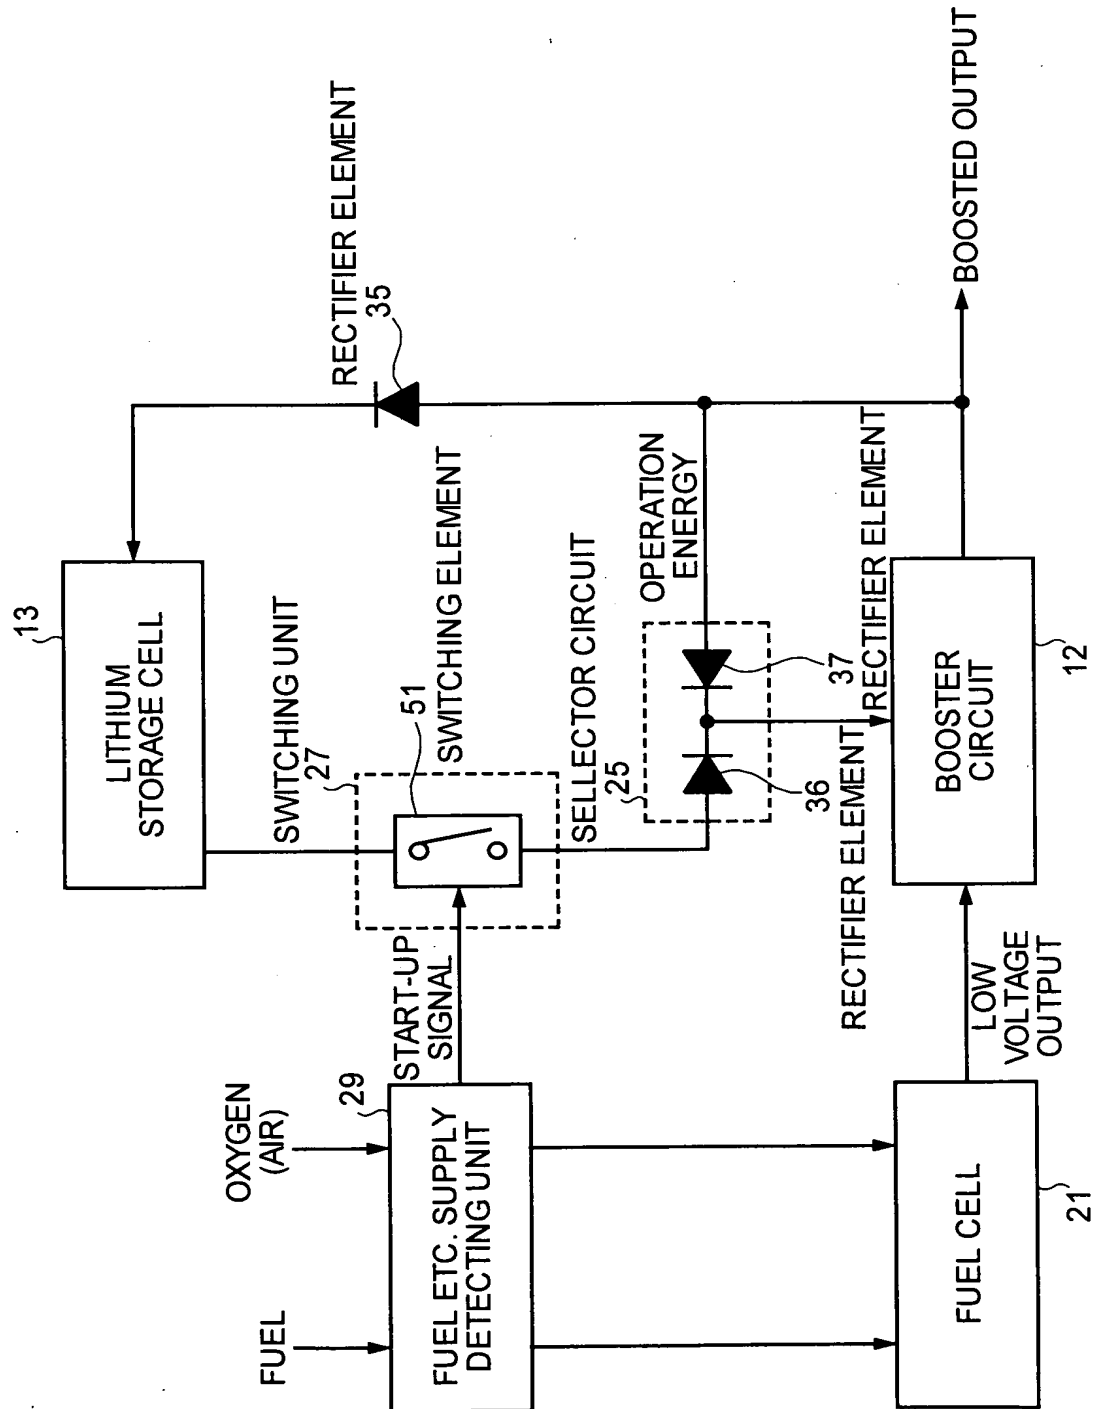 FUEL
OXYGEN
(AIR)
29
FUEL ETC. SUPPLY
DETECTING UNIT
START-UP
SIGNAL
13
LITHIUM
STORAGE CELL
SWITCHING UNIT
27
51
SWITCHING ELEMENT
SELLECTOR CIRCUIT
25
RECTIFIER ELEMENT
35
OPERATION
ENERGY
36
37
RECTIFIER ELEMENT
RECTIFIER ELEMENT
FUEL CELL
21
LOW
VOLTAGE
OUTPUT
BOOSTER
CIRCUIT
12
BOOSTED OUTPUT